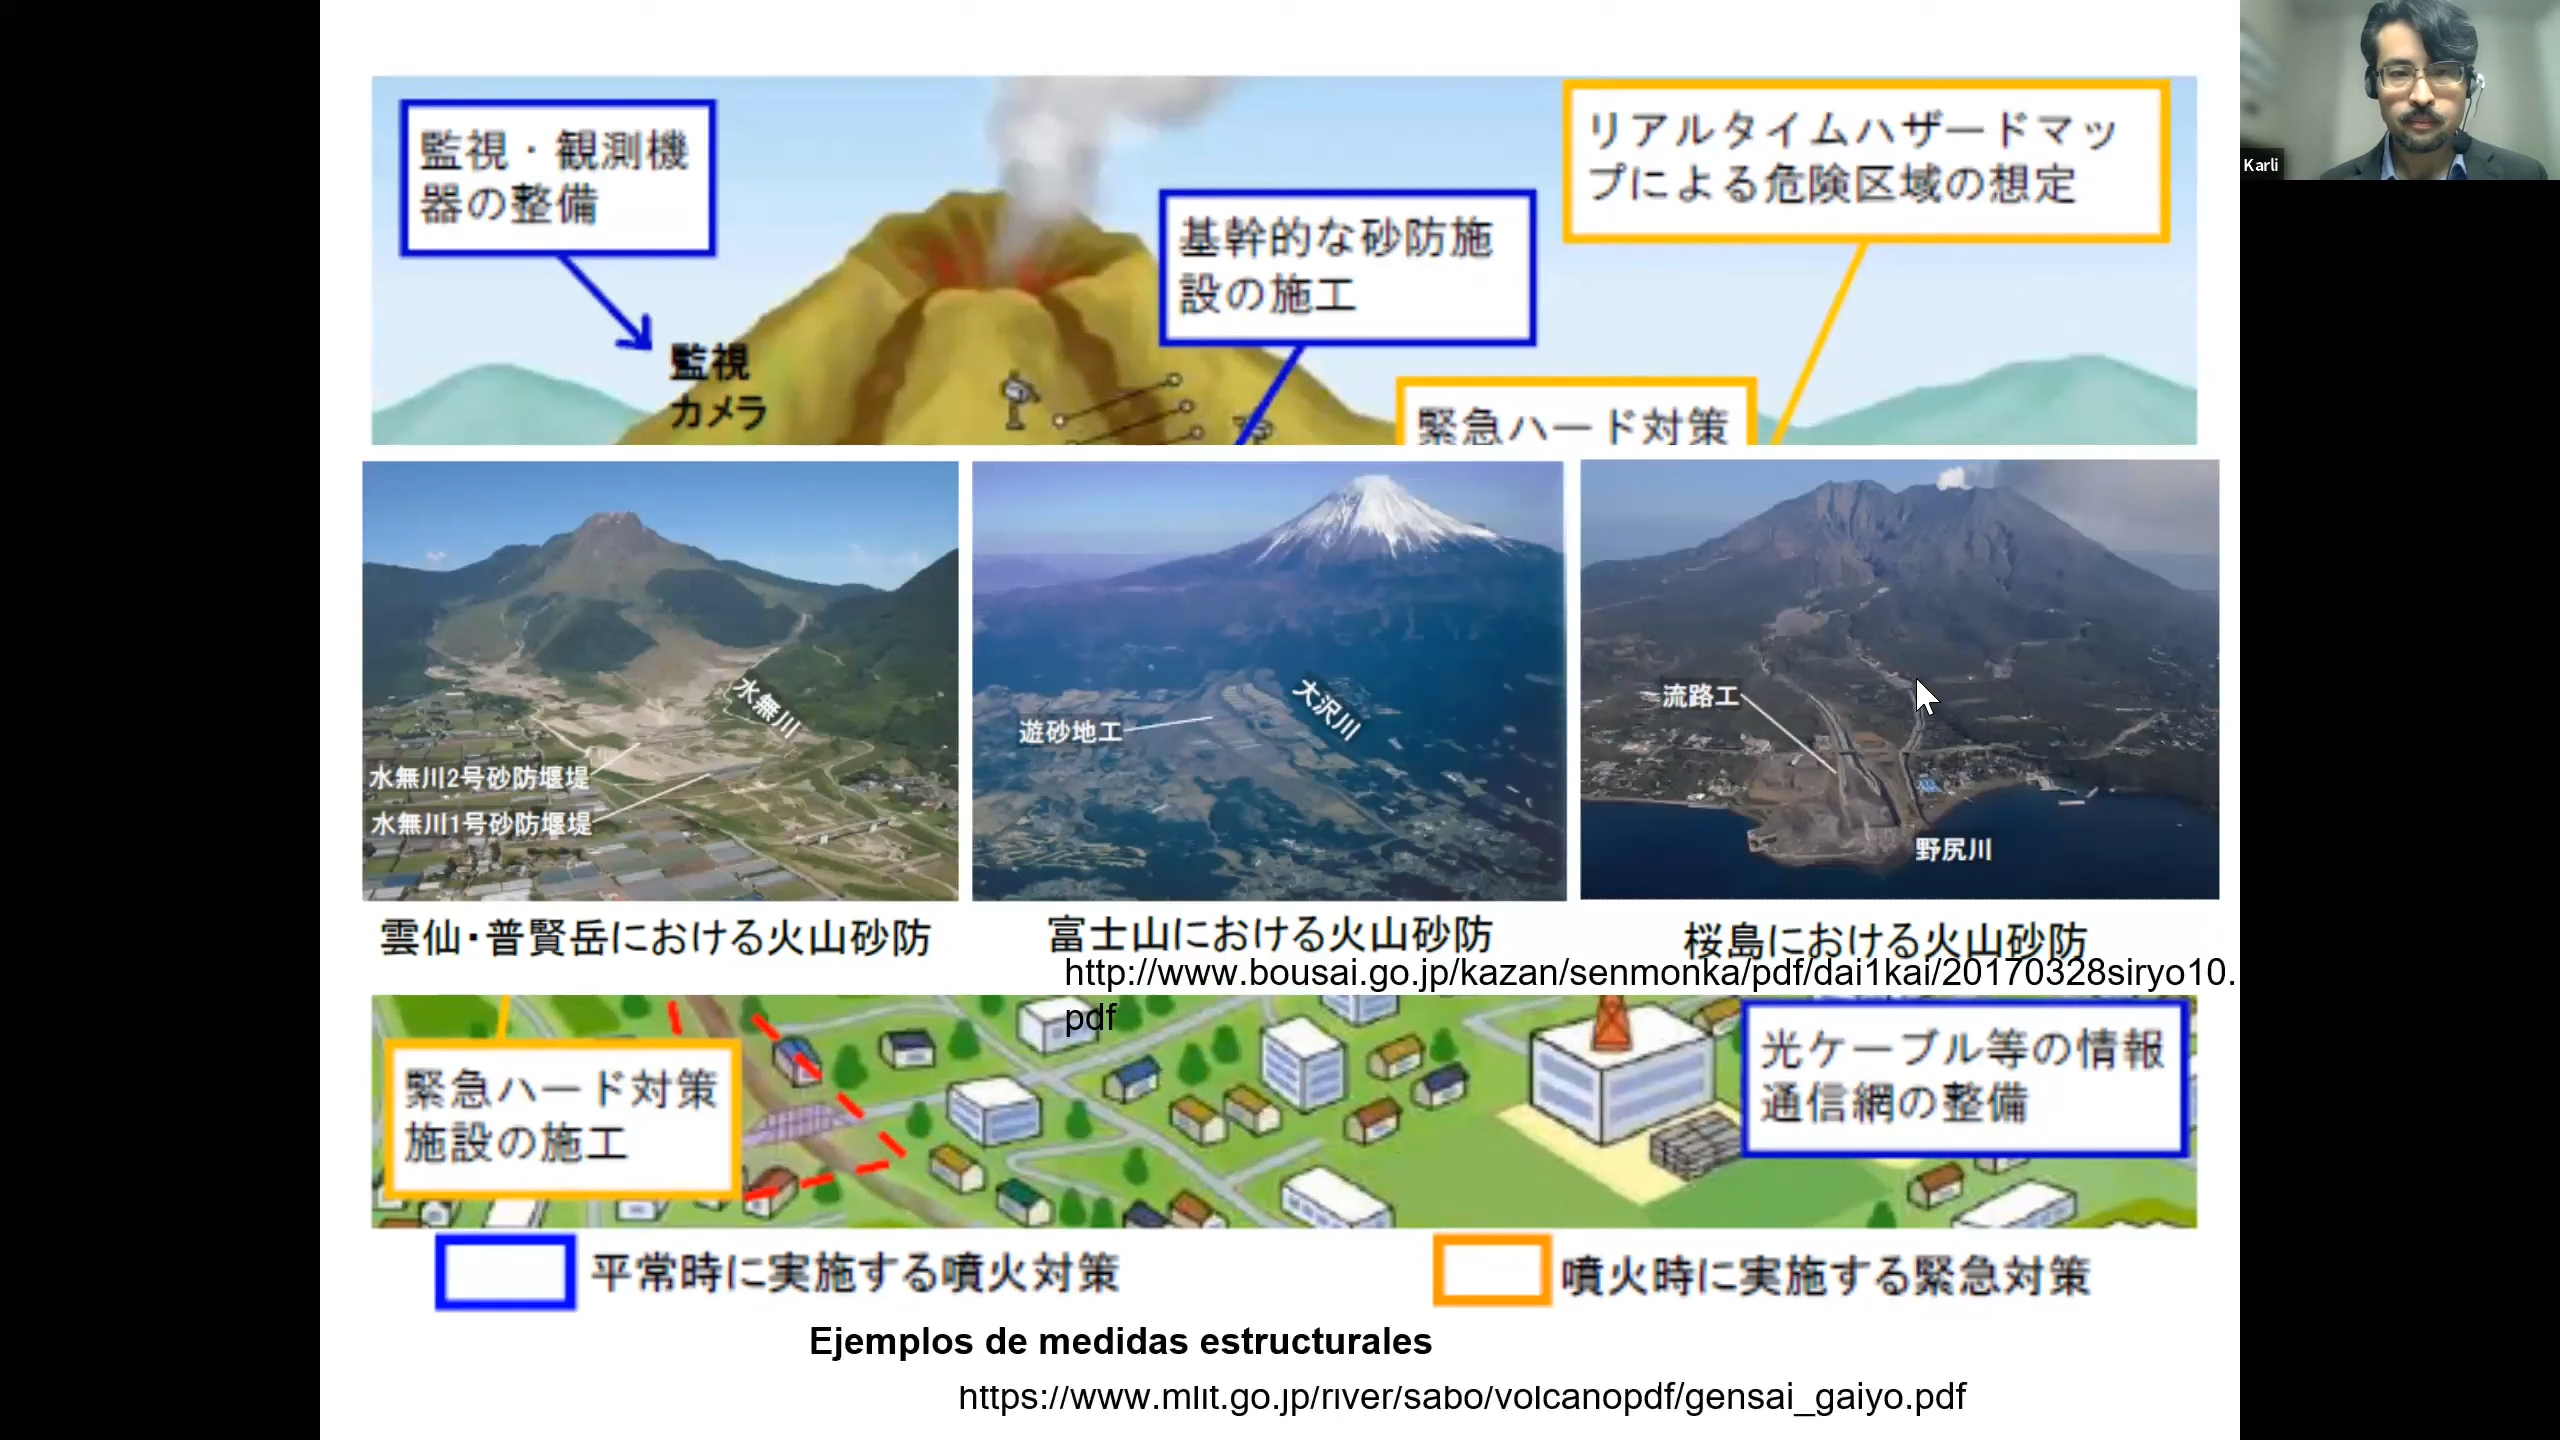 監視・観測機
器の整備
リアルタイムハザードマッ
プによる危険区域の想定
Karli
基幹的な砂防施
設の施工
監視
カメラ
緊急ハード対策
水無川
水無川2号砂防堰堤
水無川1号砂防堰堤
大沢川
遊砂地工
流路工
野尻川
雲仙・普賢岳における火山砂防
富士山における火山砂防
桜島における火山砂防
http://www.bousai.go.jp/kazan/senmonka/pdf/dai1kai/20170328siryo10.
pdf
緊急ハード対策
施設の施工
光ケーブル等の情報
通信網の整備
平常時に実施する噴火対策
噴火時に実施する緊急対策
Ejemplos de medidas estructurales
https://www.mlit.go.jp/river/sabo/volcanopdf/gensai_gaiyo.pdf